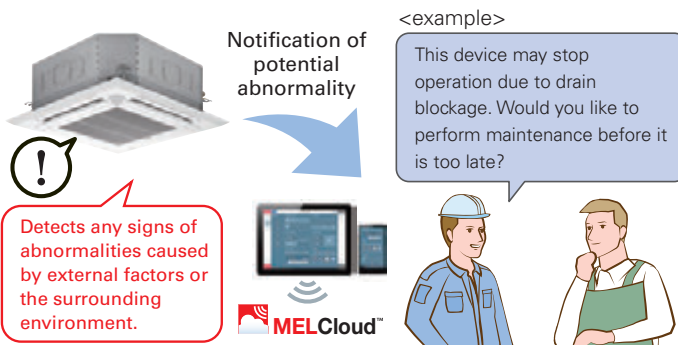 Notification of
potential
abnormality
<example>
This device may stop
operation due to drain
blockage. Would you like to
perform maintenance before it
is too late?
!
Detects any signs of
abnormalities caused
by external factors or
the surrounding
environment.
MELCloud™